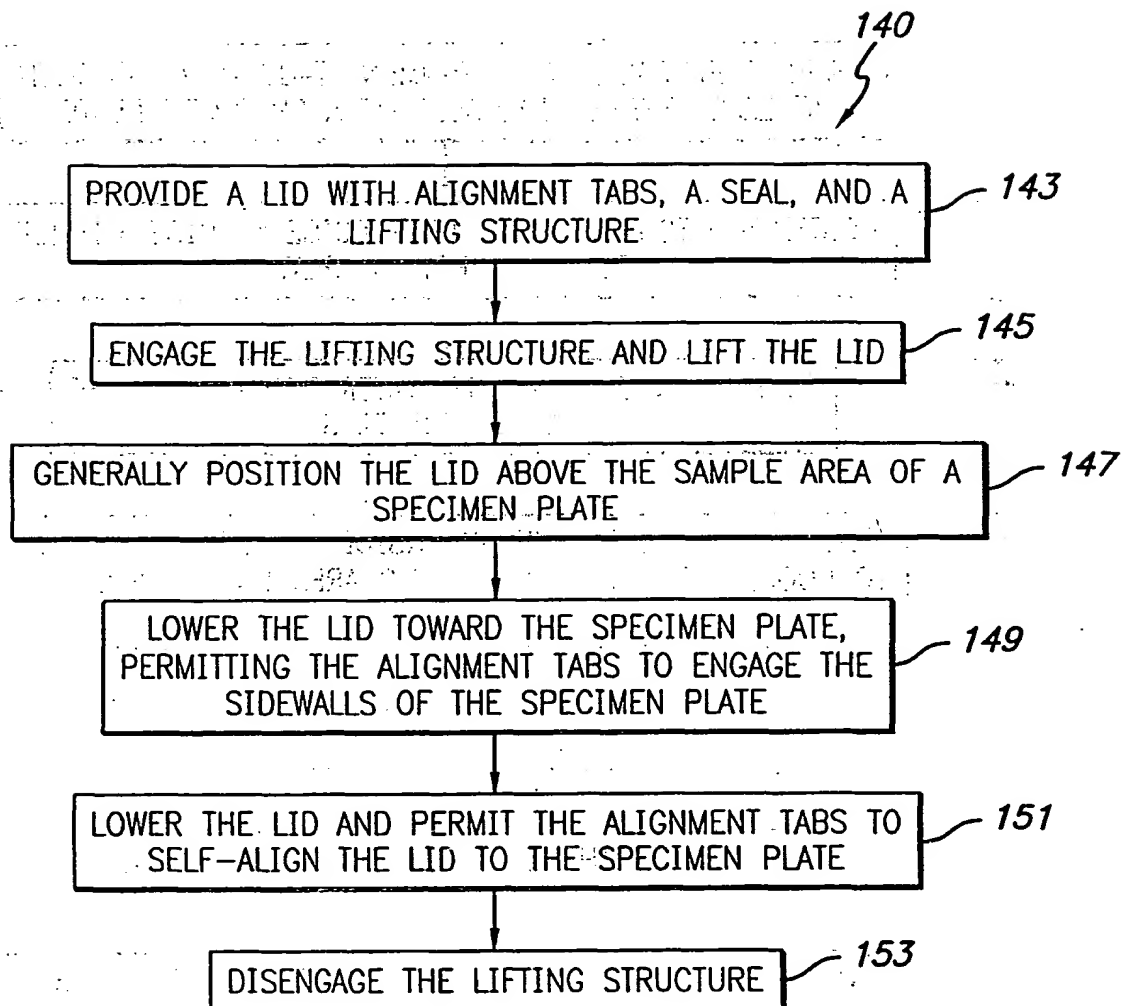 140
PROVIDE A LID WITH ALIGNMENT TABS, A SEAL, AND A
LIFTING STRUCTURE
143
ENGAGE THE LIFTING STRUCTURE AND LIFT THE LID
145
GENERALLY POSITION THE LID ABOVE THE SAMPLE AREA OF A
SPECIMEN PLATE
147
LOWER THE LID TOWARD THE SPECIMEN PLATE,
PERMITTING THE ALIGNMENT TABS TO ENGAGE THE
SIDEWALLS OF THE SPECIMEN PLATE
149
LOWER THE LID AND PERMIT THE ALIGNMENT TABS TO
SELF-ALIGN THE LID TO THE SPECIMEN PLATE
151
DISENGAGE THE LIFTING STRUCTURE
153